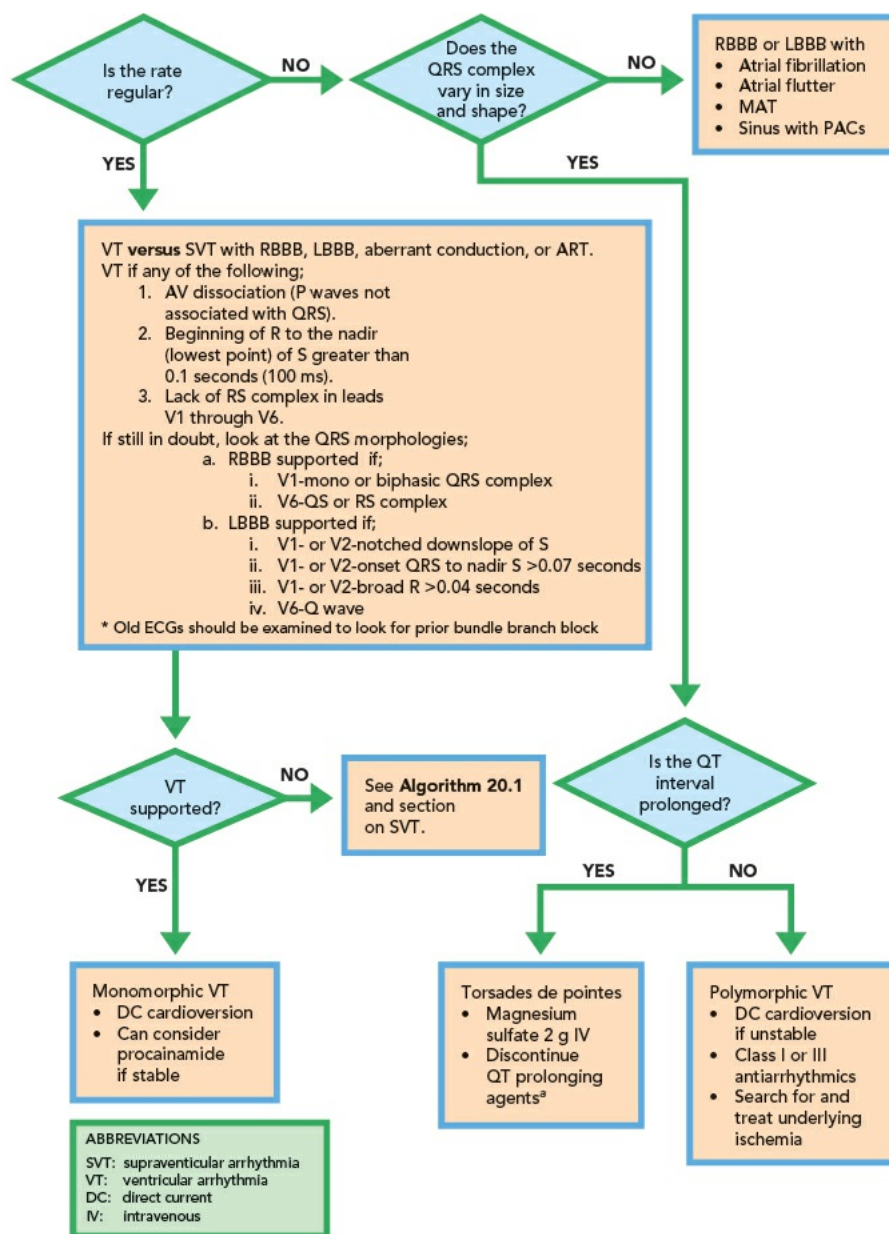 Is the rate
regular?
NO
Does the
QRS complex
vary in size
and shape?
NO
RBBB or LBBB with
• Atrial fibrillation
• Atrial flutter
• MAT
• Sinus with PACs
YES
YES
VT versus SVT with RBBB, LBBB, aberrant conduction, or ART.
VT if any of the following;
1. AV dissociation (P waves not
associated with QRS).
2. Beginning of R to the nadir
(lowest point) of S greater than
0.1 seconds (100 ms).
3. Lack of RS complex in leads
V1 through V6.
If still in doubt, look at the QRS morphologies;
a. RBBB supported if;
i. V1-mono or biphasic QRS complex
ii. V6-QS or RS complex
b. LBBB supported if;
i. V1- or V2-notched downslope of S
ii. V1- or V2-onset QRS to nadir S >0.07 seconds
iii. V1- or V2-broad R >0.04 seconds
iv. V6-Q wave
* Old ECGs should be examined to look for prior bundle branch block
VT
supported?
NO
See Algorithm 20.1
and section
on SVT.
Is the QT
interval
prolonged?
YES
YES
NO
Monomorphic VT
• DC cardioversion
• Can consider
procainamide
if stable
Torsades de pointes
• Magnesium
sulfate 2 g IV
• Discontinue
QT prolonging
agentsᵃ
Polymorphic VT
• DC cardioversion
if unstable
• Class I or III
antiarrhythmics
• Search for and
treat underlying
ischemia
ABBREVIATIONS
SVT: supraventicular arrhythmia
VT: ventricular arrhythmia
DC: direct current
IV: intravenous